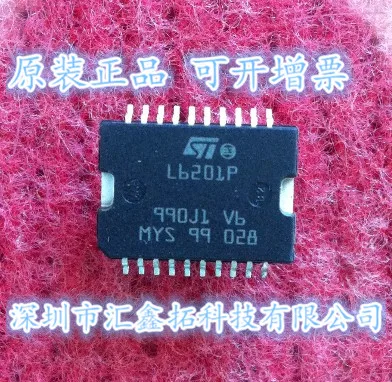 原装正品 可开增票
ST
L6201P
990J1 V6
MYS 99 028
深圳市汇鑫拓科技有限公司